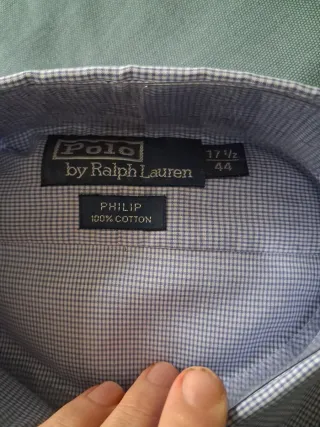 Polo
by Ralph Lauren
17 1/2
44
PHILIP
100% COTTON